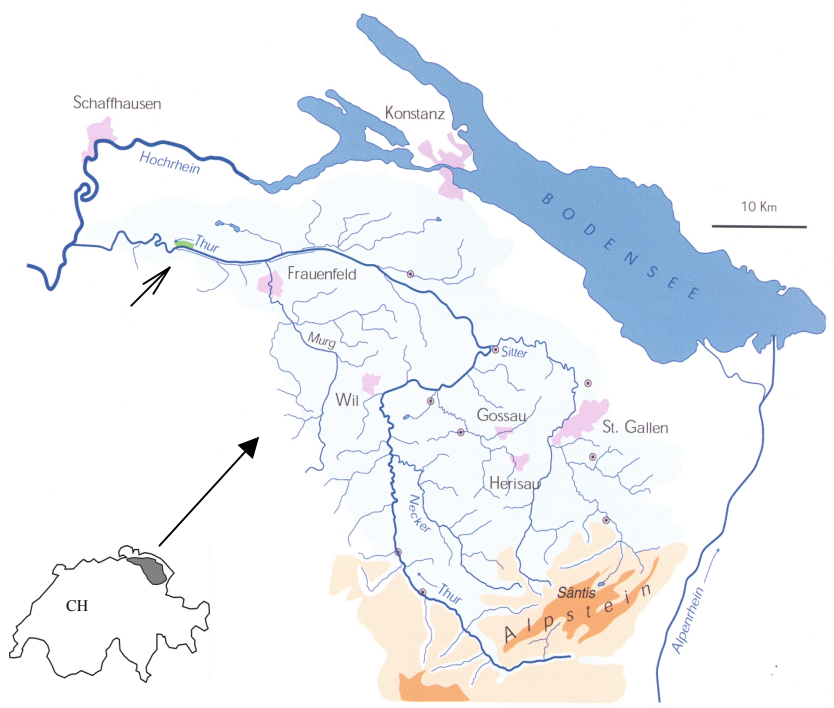 Schaffhausen
Konstanz
Hochrhein
BODENSEE
10 Km
Thur
Frauenfeld
Murg
Sitter
Wil
Gossau
St. Gallen
Herisau
Necker
Thur
Säntis
Alpstein
Alpenrhein
CH